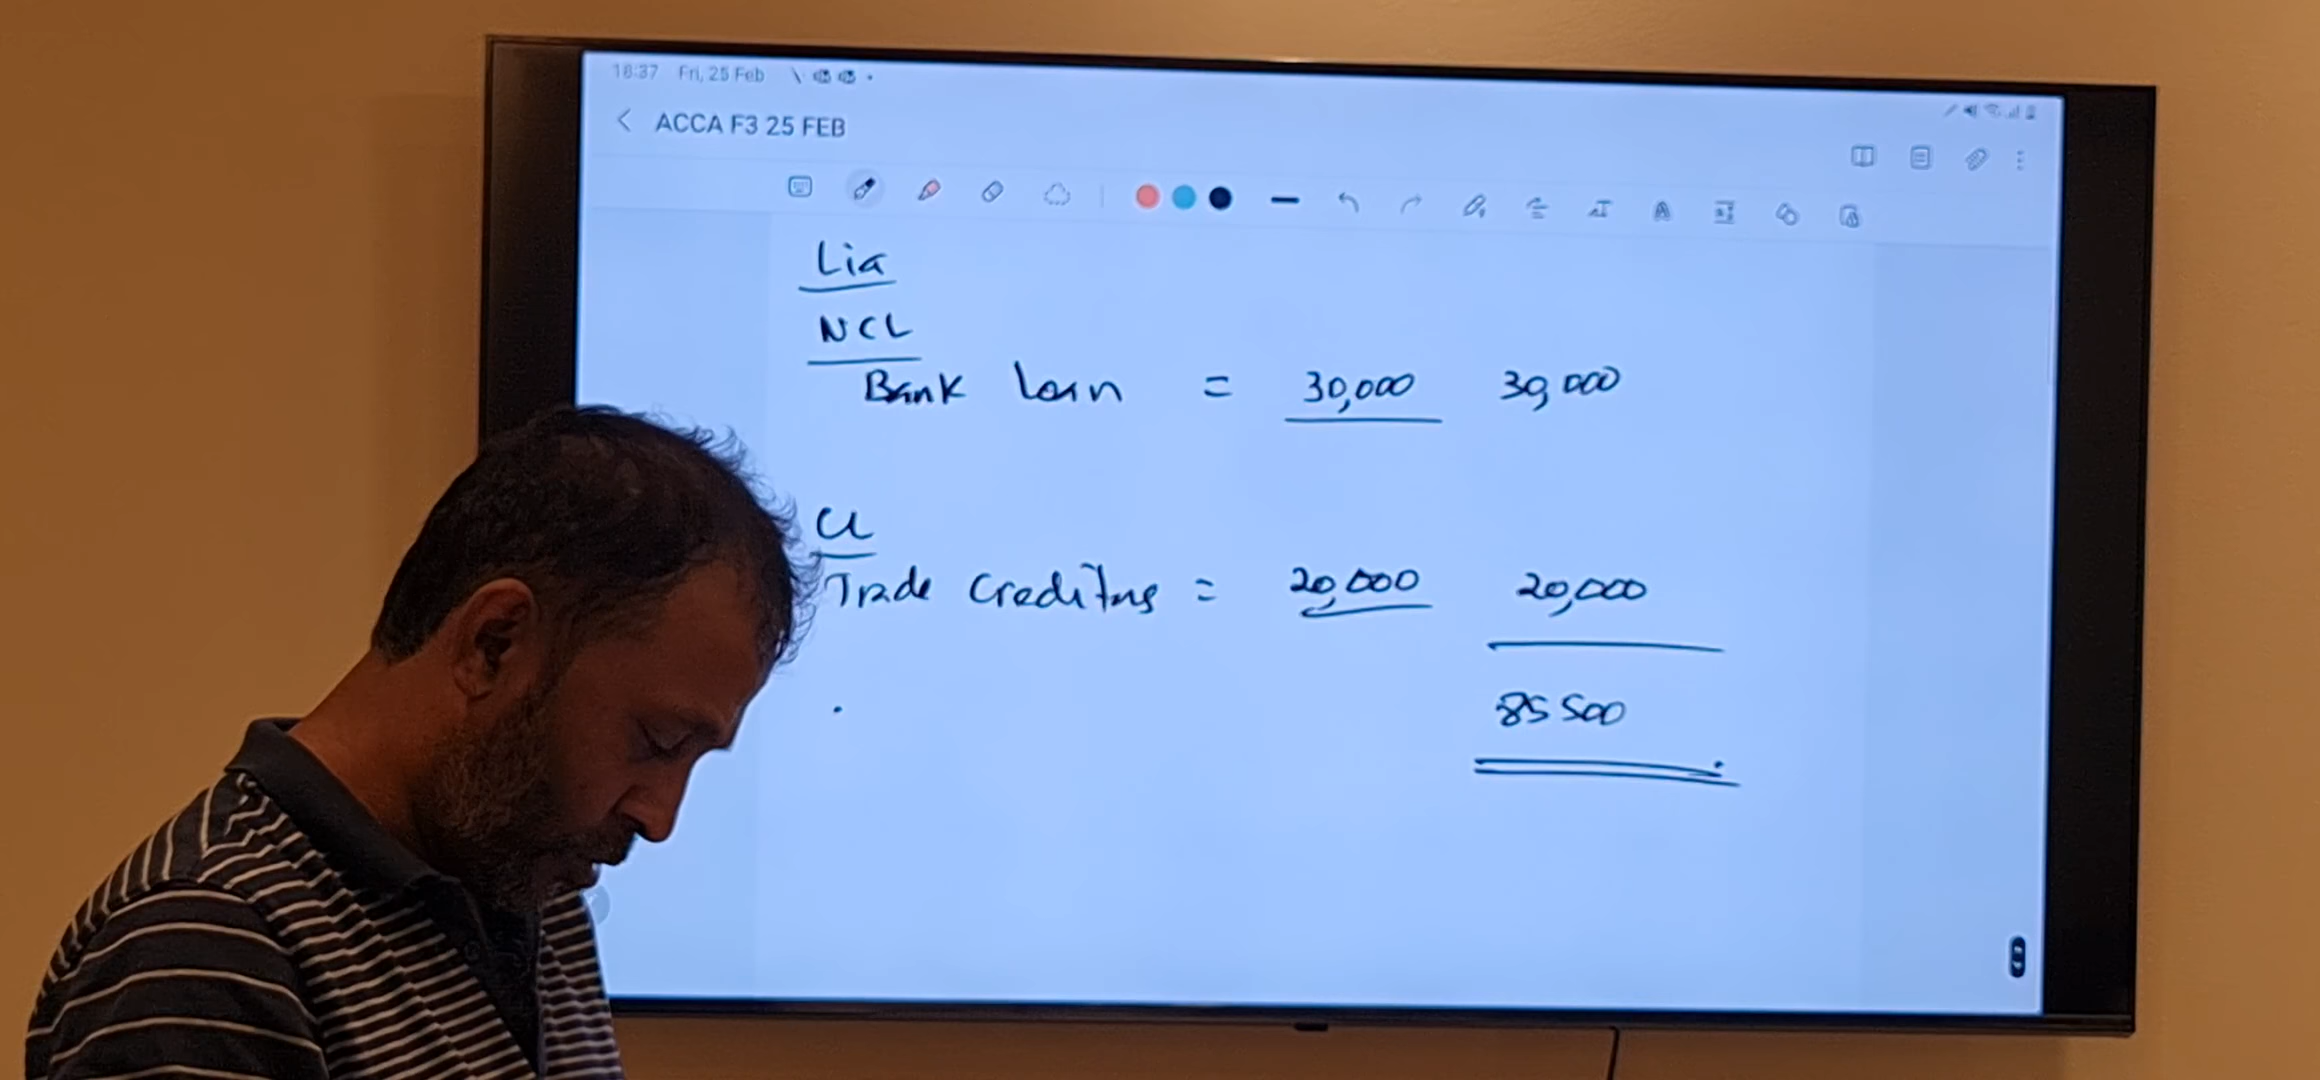 18:37 Fri, 25 Feb
ACCA F3 25 FEB
Lia
NCL
Bank loan = 30,000 30,000
CL
Trade Creditors = 20,000 20,000
85 500